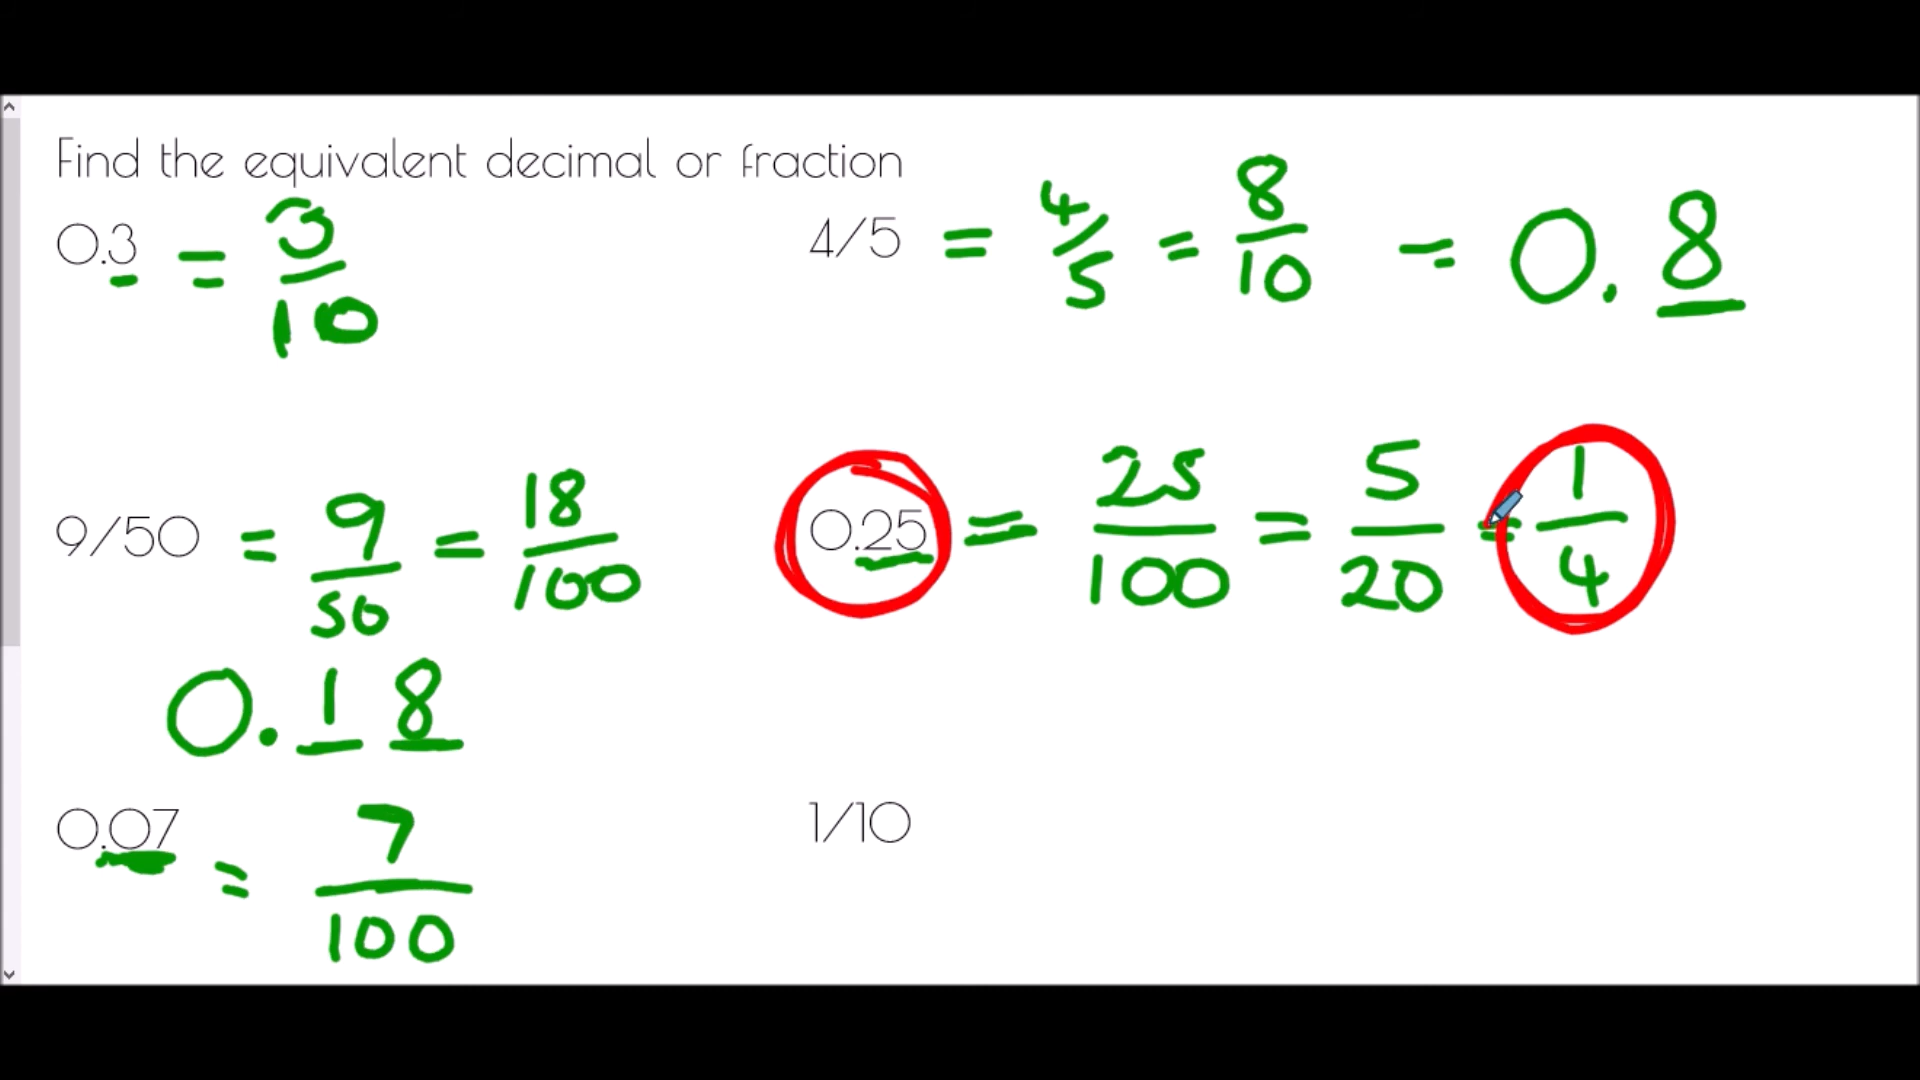 Find the equivalent decimal or fraction
0.3 = 3/10
4/5 = 4/5 = 8/10 = 0.8
9/50 = 9/50 = 18/100
0.18
0.25 = 25/100 = 5/20 = 1/4
0.07 = 7/100
1/10